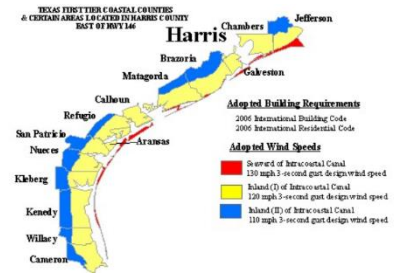 TEXAS FIRST TIER COASTAL COUNTIES
& CERTAIN AREAS LOCATED IN HARRIS COUNTY
EAST OF HWY 146
Jefferson
Chambers
Harris
Brazoria
Galveston
Matagorda
Calhoun
Refugio
Aransas
San Patricio
Nueces
Kleberg
Kenedy
Willacy
Cameron
Adopted Building Requirements
2006 International Building Code
2006 International Residential Code
Adopted Wind Speeds
Seaward of Intracoastal Canal
130 mph 3-second gust design wind speed
Inland (I) of Intracoastal Canal
120 mph 3-second gust design wind speed
Inland (II) of Intracoastal Canal
110 mph 3-second gust design wind speed